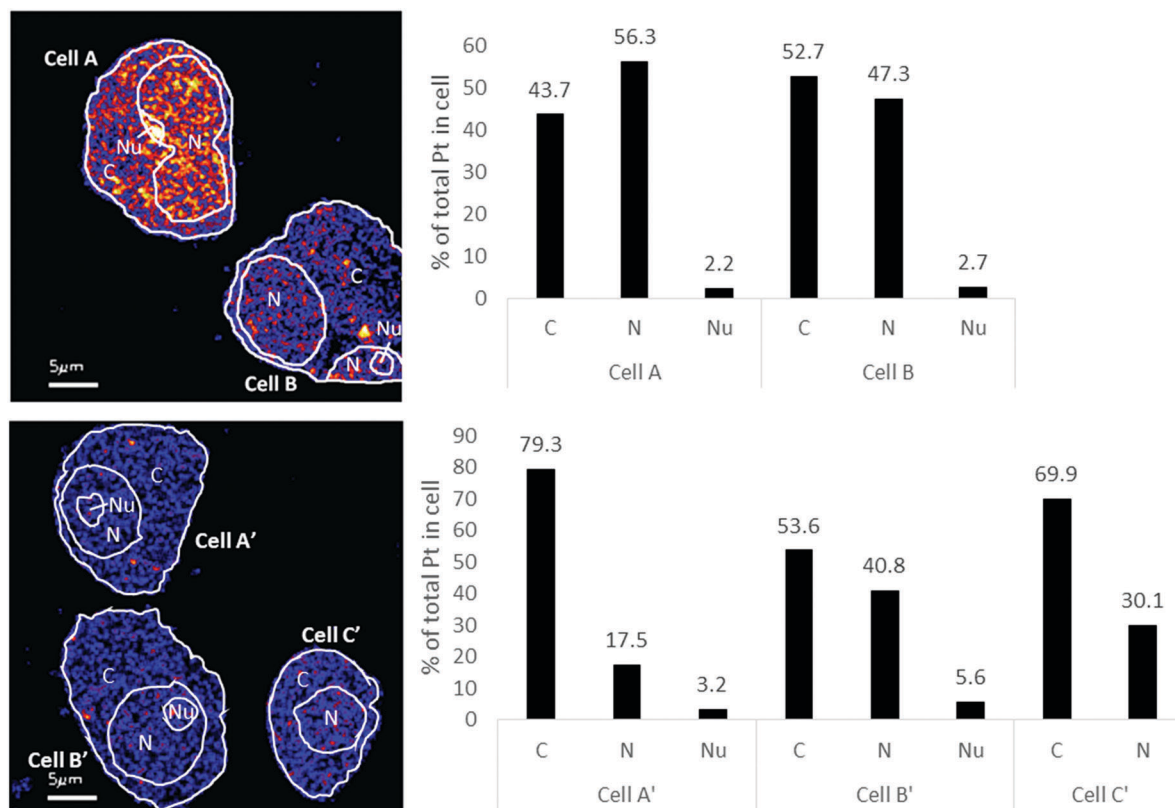 Cell A
Nu
N
C
C
N
Nu
N
5μm
Cell B
% of total Pt in cell
60
50
40
30
20
10
0
43.7
56.3
2.2
52.7
47.3
2.7
C N Nu C N Nu
Cell A Cell B
C
Nu
N
Cell A'
Cell C'
C
C
N
Nu
N
Cell B'
5μm
% of total Pt in cell
90
80
70
60
50
40
30
20
10
0
79.3
17.5
3.2
53.6
40.8
5.6
69.9
30.1
C N Nu C N Nu C N
Cell A' Cell B' Cell C'